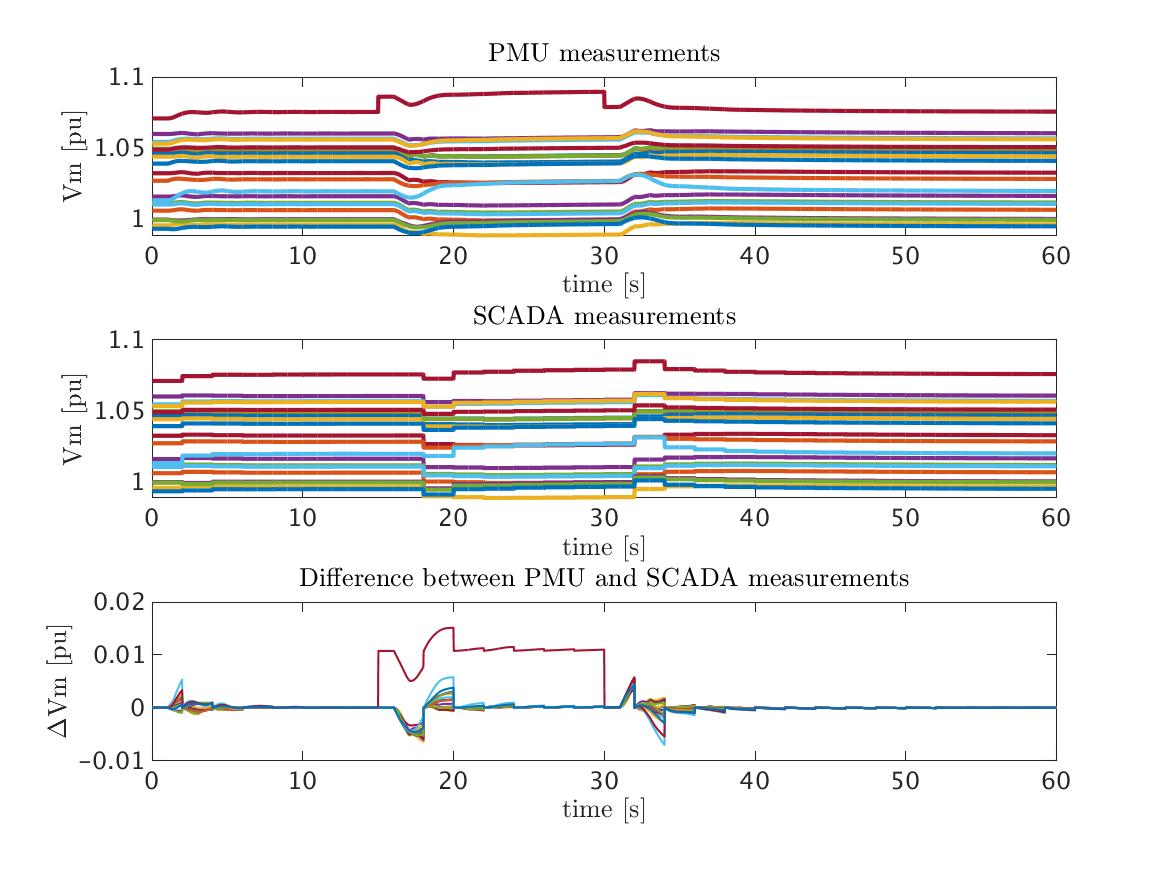 PMU measurements
1.1
1.05
1
Vm [pu]
0 10 20 30 40 50 60
time [s]
SCADA measurements
1.1
1.05
1
Vm [pu]
0 10 20 30 40 50 60
time [s]
Difference between PMU and SCADA measurements
0.02
0.01
0
-0.01
ΔVm [pu]
0 10 20 30 40 50 60
time [s]